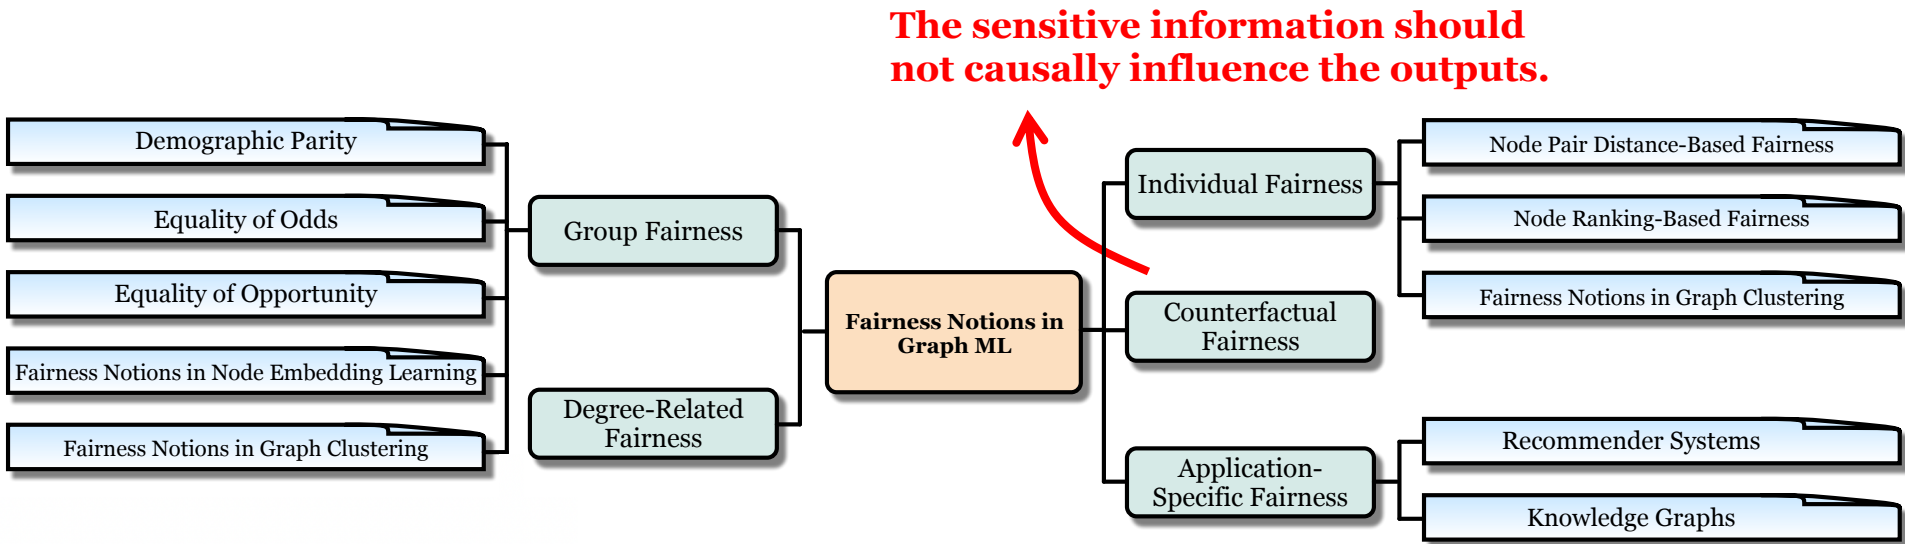 The sensitive information should
not causally influence the outputs.
Demographic Parity
Equality of Odds
Equality of Opportunity
Fairness Notions in Node Embedding Learning
Fairness Notions in Graph Clustering
Group Fairness
Degree-Related
Fairness
Fairness Notions in
Graph ML
Individual Fairness
Counterfactual
Fairness
Application-
Specific Fairness
Node Pair Distance-Based Fairness
Node Ranking-Based Fairness
Fairness Notions in Graph Clustering
Recommender Systems
Knowledge Graphs